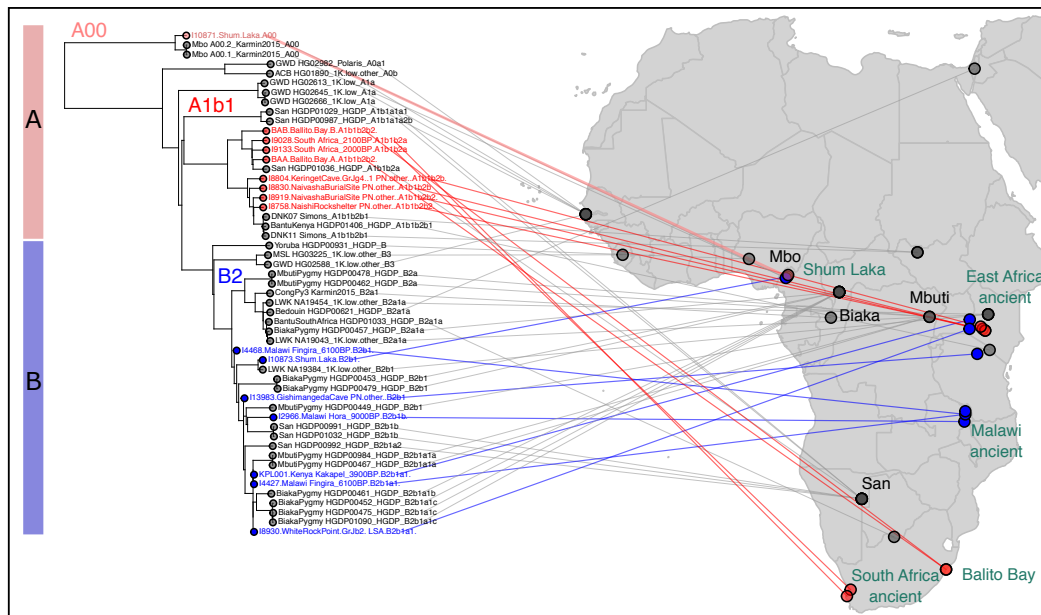 A00
A
A1b1
B
B2
I10871.Shum.Laka.A00
Mbo A00.2_Karmin2015_A00
Mbo A00.1_Karmin2015_A00
GWD HG02982_Polaris_A0a1
ACB HG01890_1K.low.other_A0b
GWD HG02613_1K.low_A1a
GWD HG02645_1K.low_A1a
GWD HG02666_1K.low_A1a
San HGDP01029_HGDP_A1b1a1a1
San HGDP00987_HGDP_A1b1a1a2b
BAB.Ballito.Bay.B.A1b1b2b2.
I9028.South Africa_2100BP.A1b1b2a
I9133.South Africa_2000BP.A1b1b2a
BAA.Ballito.Bay.A.A1b1b2b2.
San HGDP01036_HGDP_A1b1b2a
I8804.KeringetCave.GrJg4..1 PN.other..A1b1b2b.
I8830.NaivashaBurialSite PN.other..A1b1b2b
I8919.NaivashaBurialSite PN.other..A1b1b2b2.
I8758.NaishiRockshelter PN.other..A1b1b2b2
DNK07 Simons_A1b1b2b1
BantuKenya HGDP01406_HGDP_A1b1b2b1
DNK11 Simons_A1b1b2b1
Yoruba HGDP00931_HGDP_B
MSL HG03225_1K.low.other_B3
GWD HG02588_1K.low.other_B3
MbutiPygmy HGDP00478_HGDP_B2a
MbutiPygmy HGDP00462_HGDP_B2a
CongPy3 Karmin2015_B2a1
LWK NA19454_1K.low.other_B2a1a
Bedouin HGDP00621_HGDP_B2a1a
BantuSouthAfrica HGDP01033_HGDP_B2a1a
BiakaPygmy HGDP00457_HGDP_B2a1a
LWK NA19043_1K.low.other_B2a1a
I4468.Malawi Fingira_6100BP.B2b1.
I10873.Shum.Laka.B2b1.
LWK NA19384_1K.low.other_B2b1
BiakaPygmy HGDP00453_HGDP_B2b1
BiakaPygmy HGDP00479_HGDP_B2b1
I13983.GishimangedaCave PN.other..B2b1
MbutiPygmy HGDP00449_HGDP_B2b1
I2966.Malawi Hora_9000BP.B2b1b.
San HGDP00991_HGDP_B2b1b
San HGDP01032_HGDP_B2b1b
San HGDP00992_HGDP_B2b1a2
MbutiPygmy HGDP00984_HGDP_B2b1a1a
MbutiPygmy HGDP00467_HGDP_B2b1a1a
KPL001.Kenya Kakapel_3900BP.B2b1a1.
I4427.Malawi Fingira_6100BP.B2b1a1.
BiakaPygmy HGDP00461_HGDP_B2b1a1b
BiakaPygmy HGDP00452_HGDP_B2b1a1c
BiakaPygmy HGDP00475_HGDP_B2b1a1c
BiakaPygmy HGDP01090_HGDP_B2b1a1c
I8930.WhiteRockPoint.GrJb2. LSA.B2b1a1.
Mbo
Shum Laka
Mbuti
East Africa
ancient
Biaka
Malawi
ancient
San
South Africa
ancient
Balito Bay